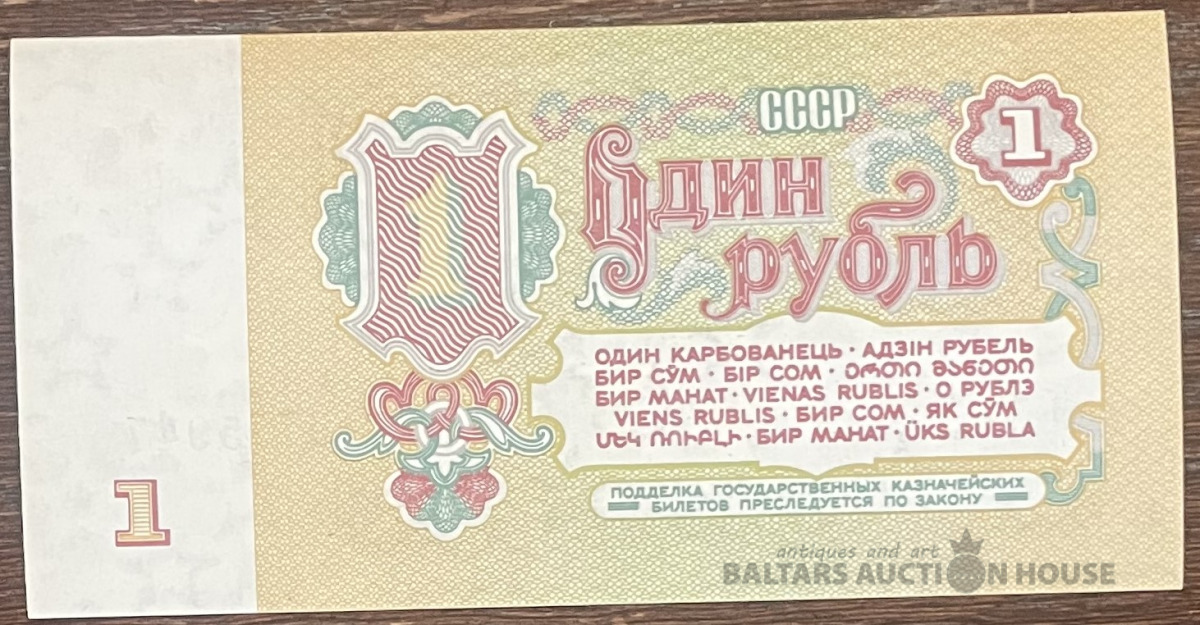 СССР
1
1
Один
рубль
ОДИН КАРБОВАНЕЦЬ · АДЗІН РУБЕЛЬ
БИР СЎМ · БІР СОМ · ᲔᲠᲗᲘ ᲛᲐᲜᲔᲗᲘ
БИР МАНАТ · VIENAS RUBLIS · О РУБЛЭ
VIENS RUBLIS · БИР СОМ · ЯК СӮМ
ՄԵԿ ՌՈՒԲԼԻ · БИР МАНАТ · ÜKS RUBLA
ПОДДЕЛКА ГОСУДАРСТВЕННЫХ КАЗНАЧЕЙСКИХ
БИЛЕТОВ ПРЕСЛЕДУЕТСЯ ПО ЗАКОНУ
1
antiques and art
BALTARS AUCTION HOUSE